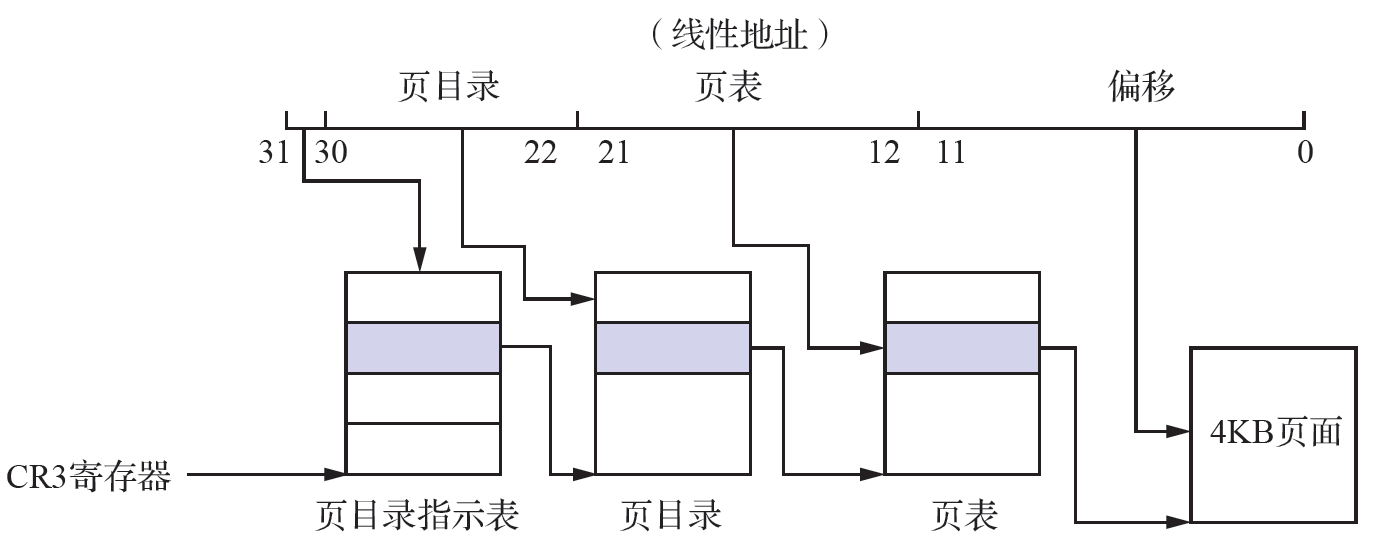 （线性地址）
页目录 页表 偏移
31 30 22 21 12 11 0
4KB页面
CR3寄存器
页目录指示表 页目录 页表